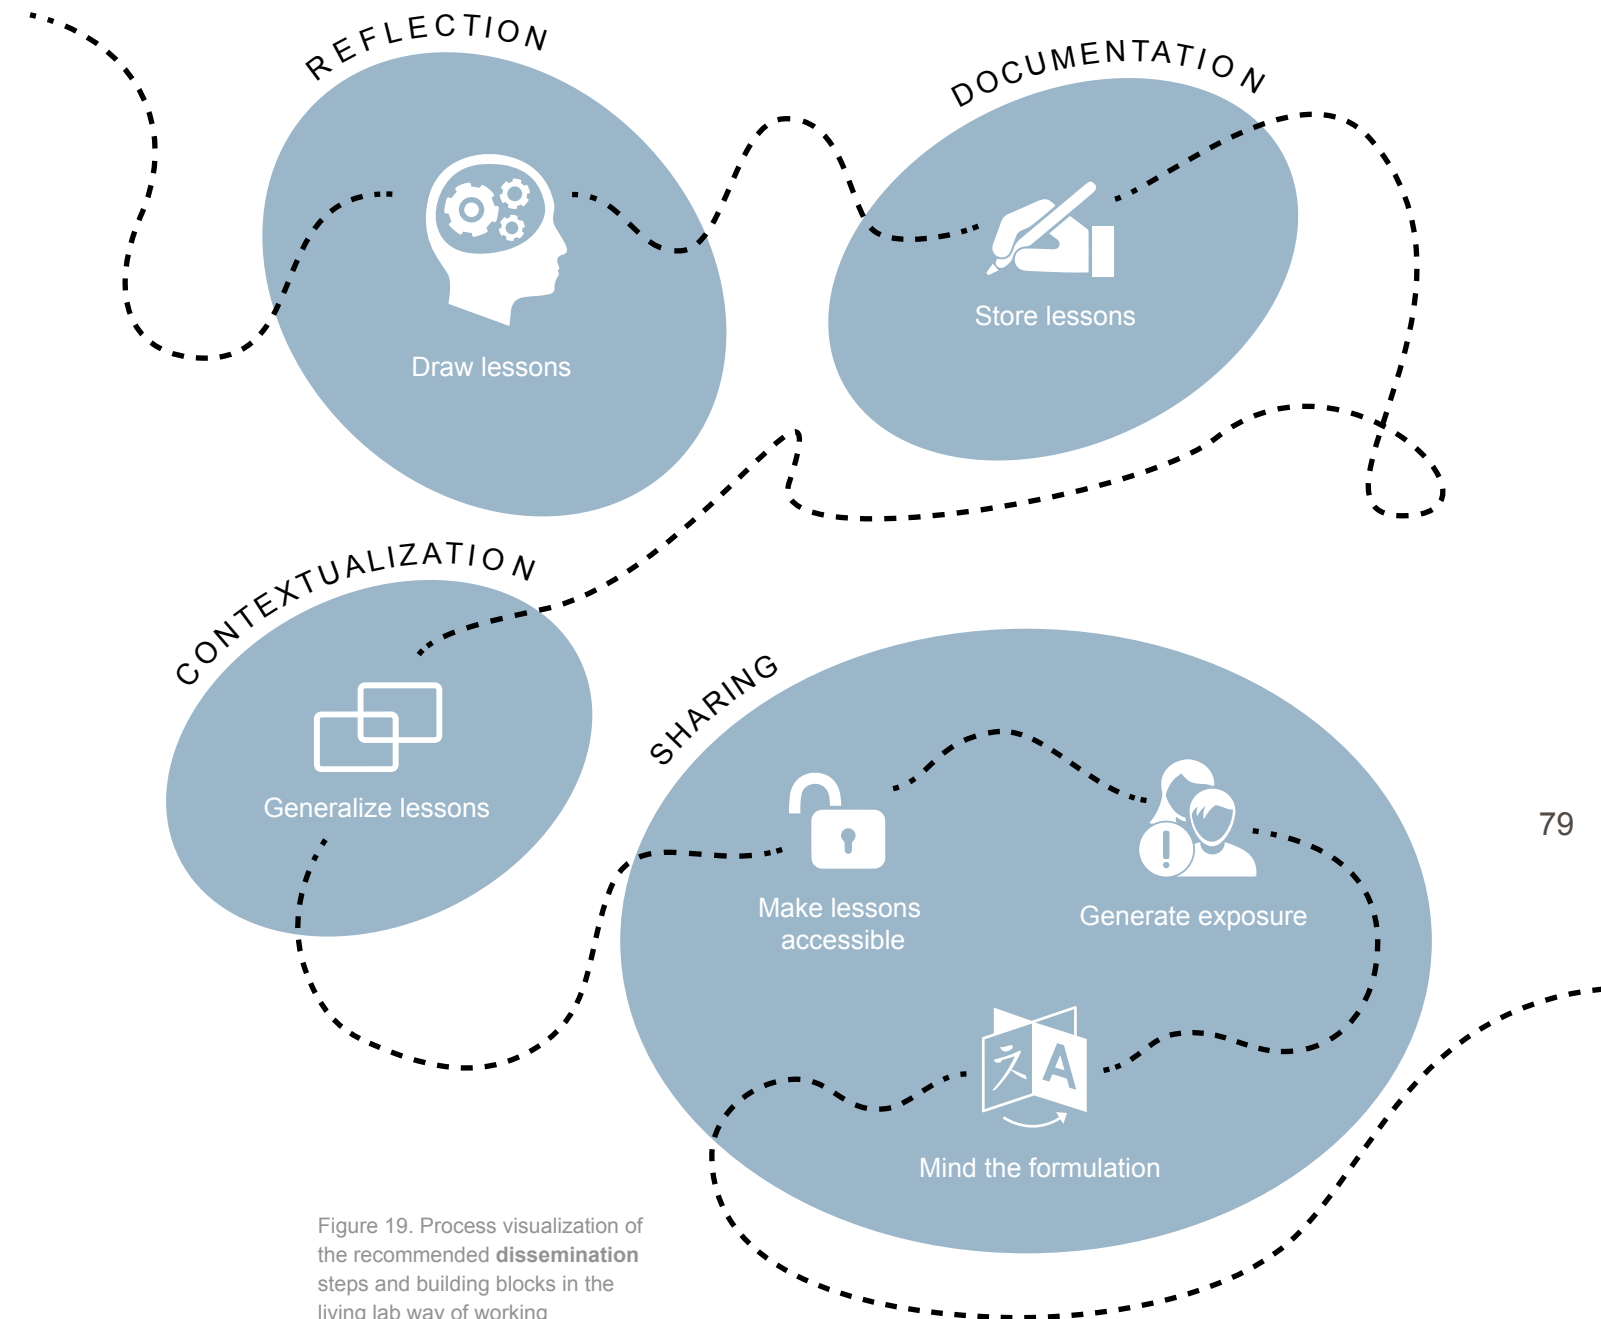 REFLECTION
DOCUMENTATION
Draw lessons
Store lessons
CONTEXTUALIZATION
Generalize lessons
SHARING
Make lessons
accessible
Generate exposure
Mind the formulation
79
Figure 19. Process visualization of
the recommended dissemination
steps and building blocks in the
living lab way of working